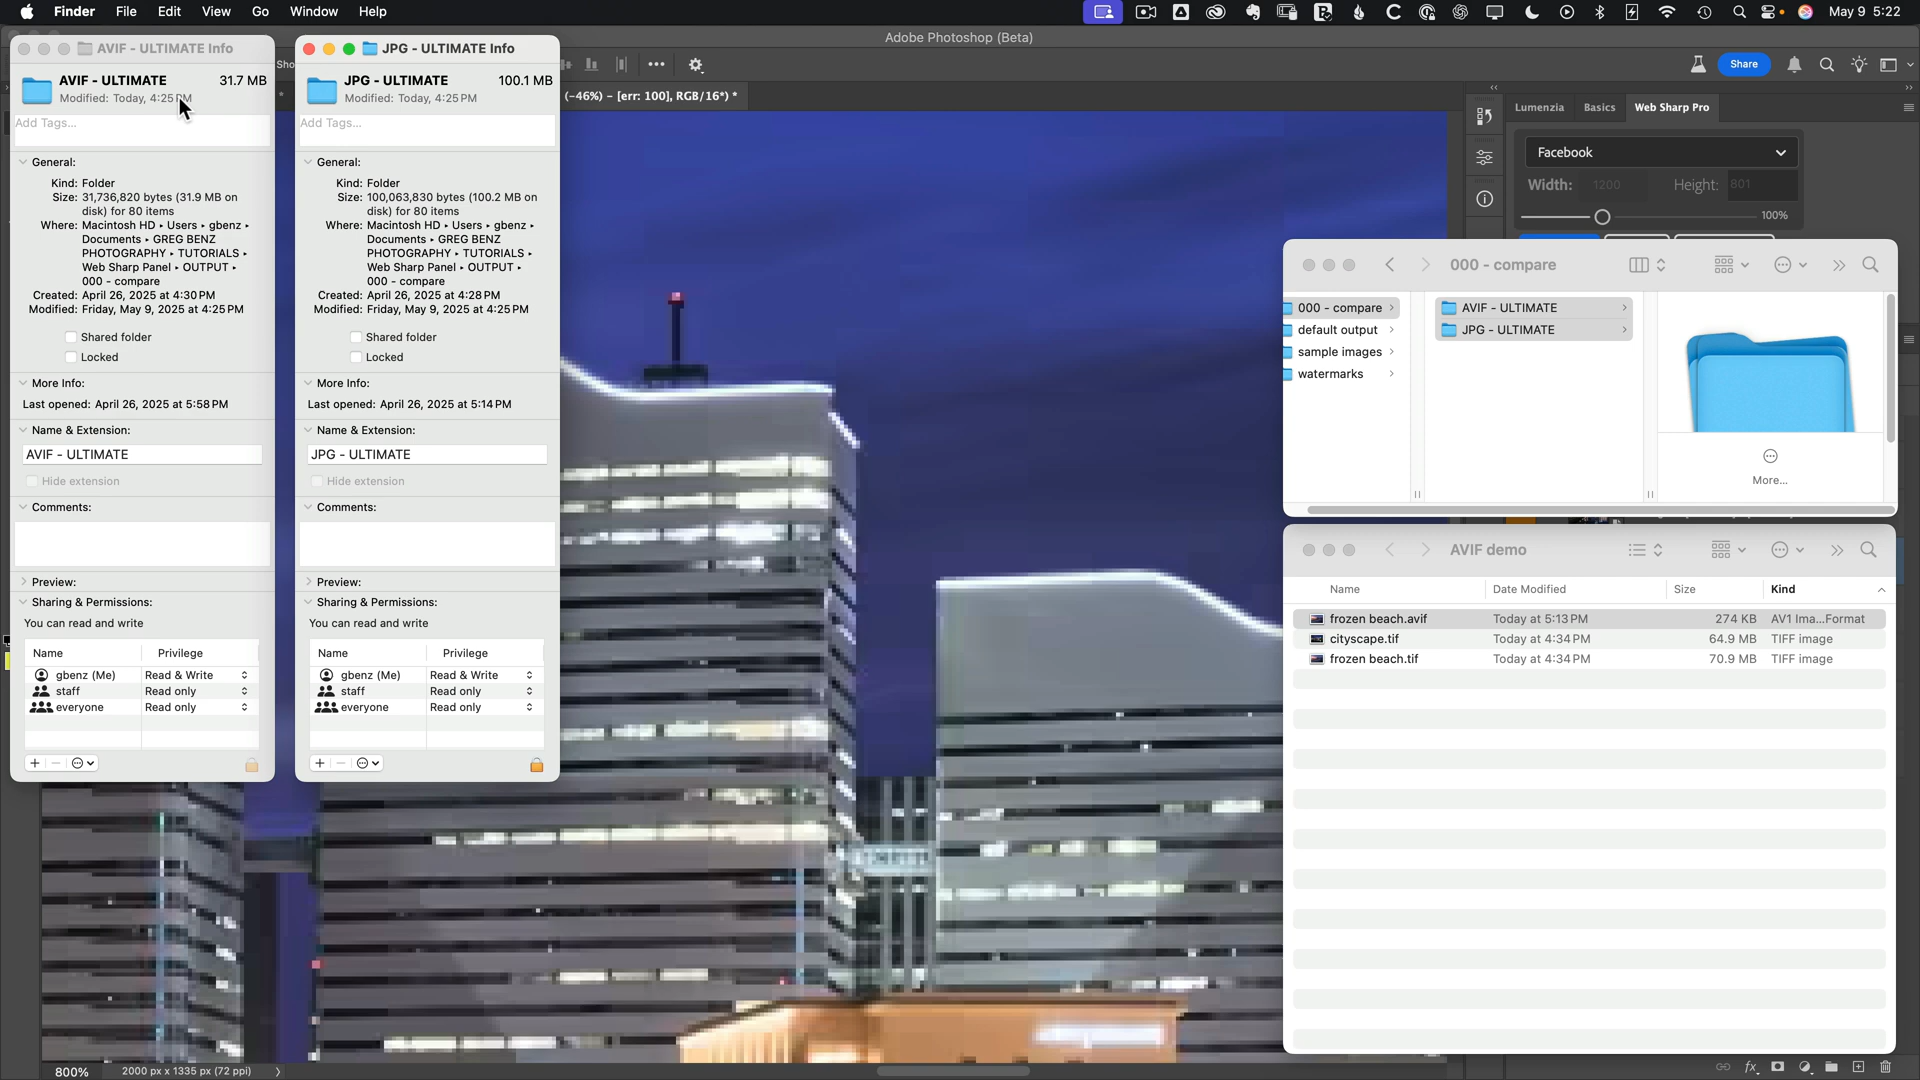 Finder File Edit View Go Window Help
May 9 5:22
Adobe Photoshop (Beta)
AVIF - ULTIMATE Info
AVIF - ULTIMATE 31.7 MB
Modified: Today, 4:25 PM
Add Tags...
General:
Kind: Folder
Size: 31,736,820 bytes (31.9 MB on
disk) for 80 items
Where: Macintosh HD ▸ Users ▸ gbenz ▸
Documents ▸ GREG BENZ
PHOTOGRAPHY ▸ TUTORIALS ▸
Web Sharp Panel ▸ OUTPUT ▸
000 - compare
Created: April 26, 2025 at 4:30 PM
Modified: Friday, May 9, 2025 at 4:25 PM
Shared folder
Locked
More Info:
Last opened: April 26, 2025 at 5:58 PM
Name & Extension:
AVIF - ULTIMATE
Hide extension
Comments:
Preview:
Sharing & Permissions:
You can read and write
Name Privilege
gbenz (Me) Read & Write
staff Read only
everyone Read only
JPG - ULTIMATE Info
JPG - ULTIMATE 100.1 MB
Modified: Today, 4:25 PM
Add Tags...
General:
Kind: Folder
Size: 100,063,830 bytes (100.2 MB on
disk) for 80 items
Where: Macintosh HD ▸ Users ▸ gbenz ▸
Documents ▸ GREG BENZ
PHOTOGRAPHY ▸ TUTORIALS ▸
Web Sharp Panel ▸ OUTPUT ▸
000 - compare
Created: April 26, 2025 at 4:28 PM
Modified: Friday, May 9, 2025 at 4:25 PM
Shared folder
Locked
More Info:
Last opened: April 26, 2025 at 5:14 PM
Name & Extension:
JPG - ULTIMATE
Hide extension
Comments:
Preview:
Sharing & Permissions:
You can read and write
Name Privilege
gbenz (Me) Read & Write
staff Read only
everyone Read only
Sho
Share
(~46%) – [err: 100], RGB/16*) *
Lumenzia Basics Web Sharp Pro
Facebook
Width: 1200 Height: 801
100%
000 - compare
000 - compare
default output
sample images
watermarks
AVIF - ULTIMATE
JPG - ULTIMATE
More...
AVIF demo
Name Date Modified Size Kind
frozen beach.avif Today at 5:13 PM 274 KB AV1 Ima...Format
cityscape.tif Today at 4:34 PM 64.9 MB TIFF image
frozen beach.tif Today at 4:34 PM 70.9 MB TIFF image
800% 2000 px x 1335 px (72 ppi)
fx